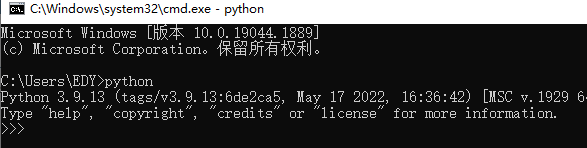 C:\Windows\system32\cmd.exe - python
Microsoft Windows [版本 10.0.19044.1889]
(c) Microsoft Corporation。保留所有权利。
C:\Users\EDY>python
Python 3.9.13 (tags/v3.9.13:6de2ca5, May 17 2022, 16:36:42) [MSC v.1929 6
Type "help", "copyright", "credits" or "license" for more information.
>>>